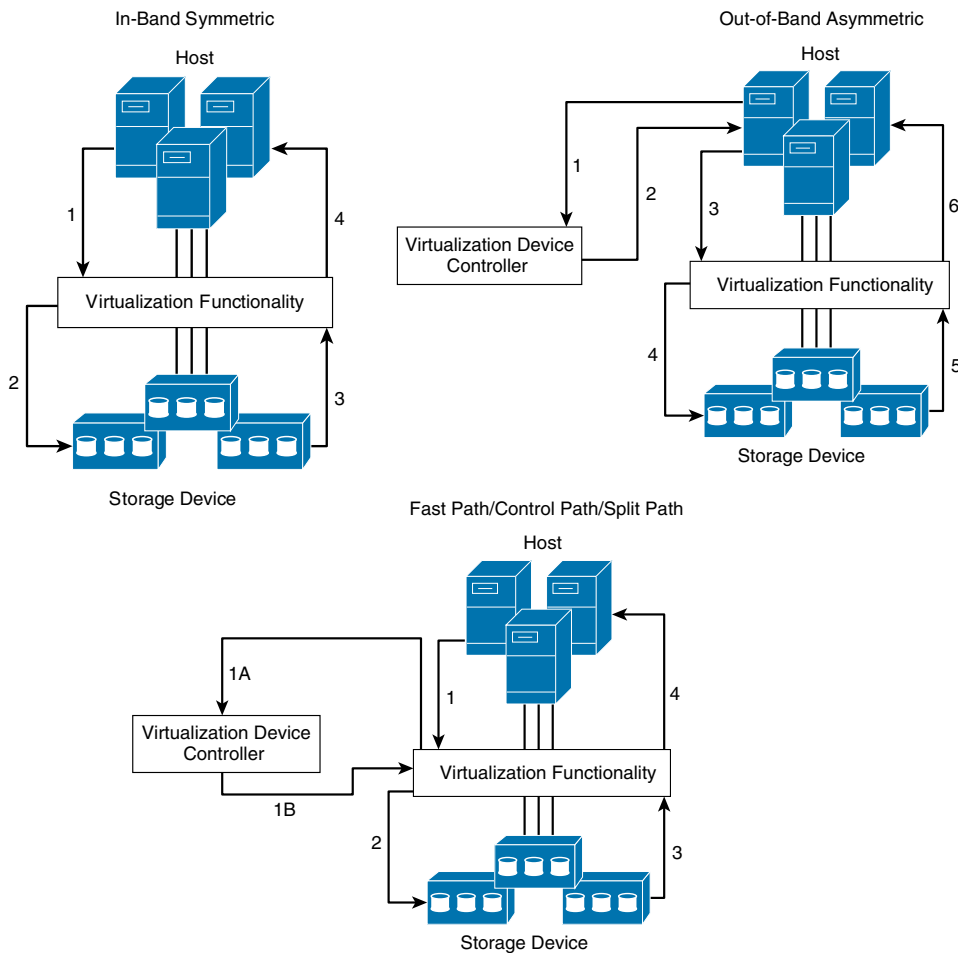 In-Band Symmetric
Host
1
4
Virtualization Functionality
2
3
Storage Device
Out-of-Band Asymmetric
Host
1
2
3
6
Virtualization Device
Controller
Virtualization Functionality
4
5
Storage Device
Fast Path/Control Path/Split Path
Host
1A
1
4
Virtualization Device
Controller
Virtualization Functionality
1B
2
3
Storage Device